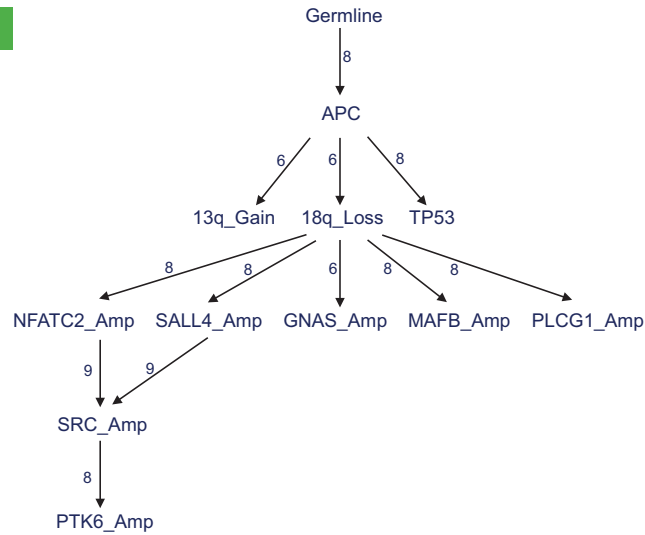 Germline
8
APC
6 6 8
13q_Gain 18q_Loss TP53
8 8 6 8 8
NFATC2_Amp SALL4_Amp GNAS_Amp MAFB_Amp PLCG1_Amp
9 9
SRC_Amp
8
PTK6_Amp